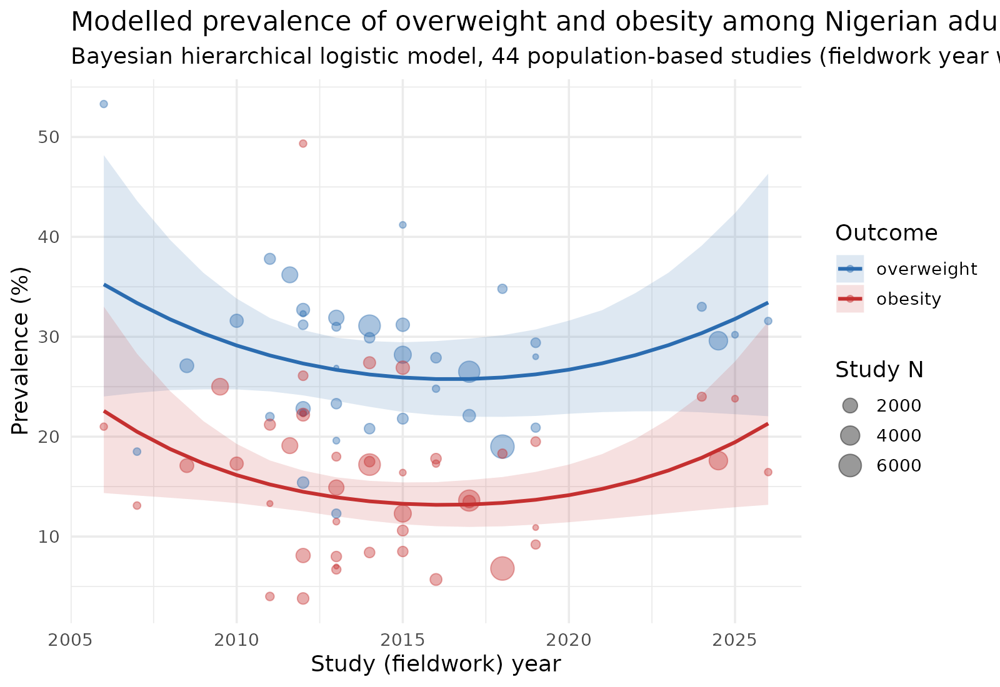 Modelled prevalence of overweight and obesity among Nigerian adu
Bayesian hierarchical logistic model, 44 population-based studies (fieldwork year
Prevalence (%)
50
40
30
20
10
2005
2010
2015
2020
2025
Study (fieldwork) year
Outcome
overweight
obesity
Study N
2000
4000
6000